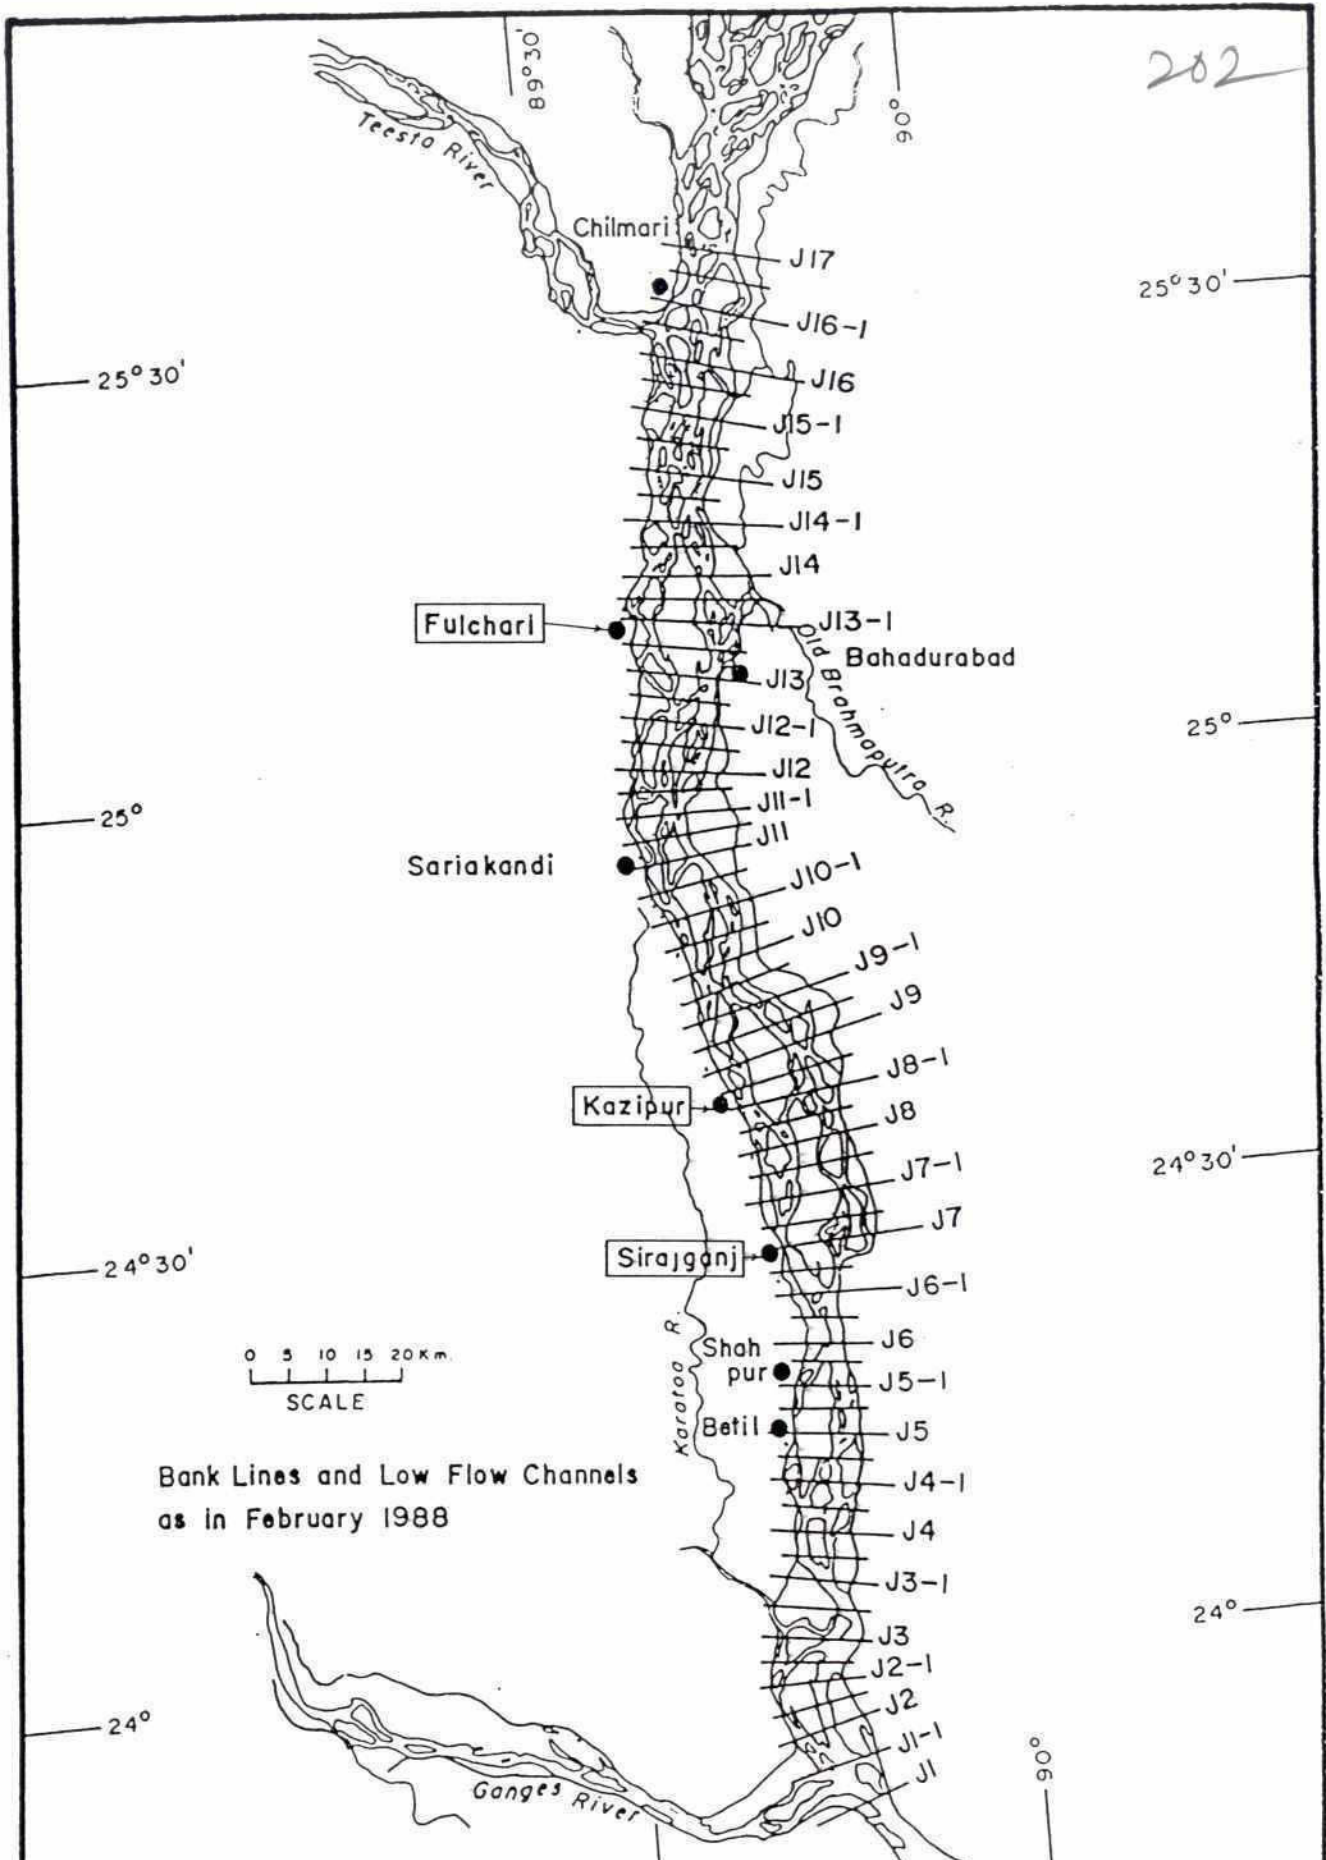 202
89°30'
90°
Teesta River
Chilmari
J17
25°30'
J16-1
25°30'
J16
J15-1
J15
J14-1
J14
Fulchari
J13-1
Old Brahmaputra R.
Bahadurabad
J13
25°
J12-1
J12
J11-1
25°
J11
Sariakandi
J10-1
J10
J9-1
J9
J8-1
Kazipur
J8
24°30'
J7-1
J7
Sirajganj
24°30'
J6-1
Karatoa R.
J6
Shah
pur
J5-1
0 5 10 15 20 Km.
SCALE
Betil
J5
J4-1
Bank Lines and Low Flow Channels
as in February 1988
J4
J3-1
24°
J3
J2-1
J2
24°
J1-1
J1
90°
Ganges River